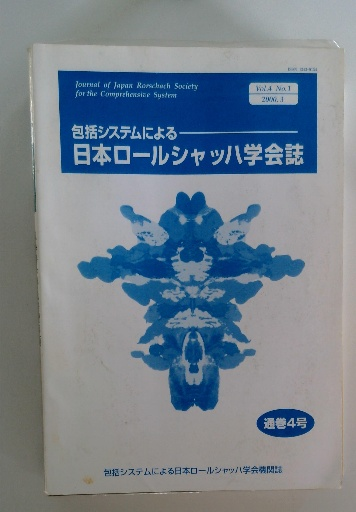 Journal of Japan Rorschach Society
for the Comprehensive System
Vol.4 No.1
2000.3
包括システムによる
日本ロールシャッハ学会誌
通巻4号
包括システムによる日本ロールシャッハ学会機関誌